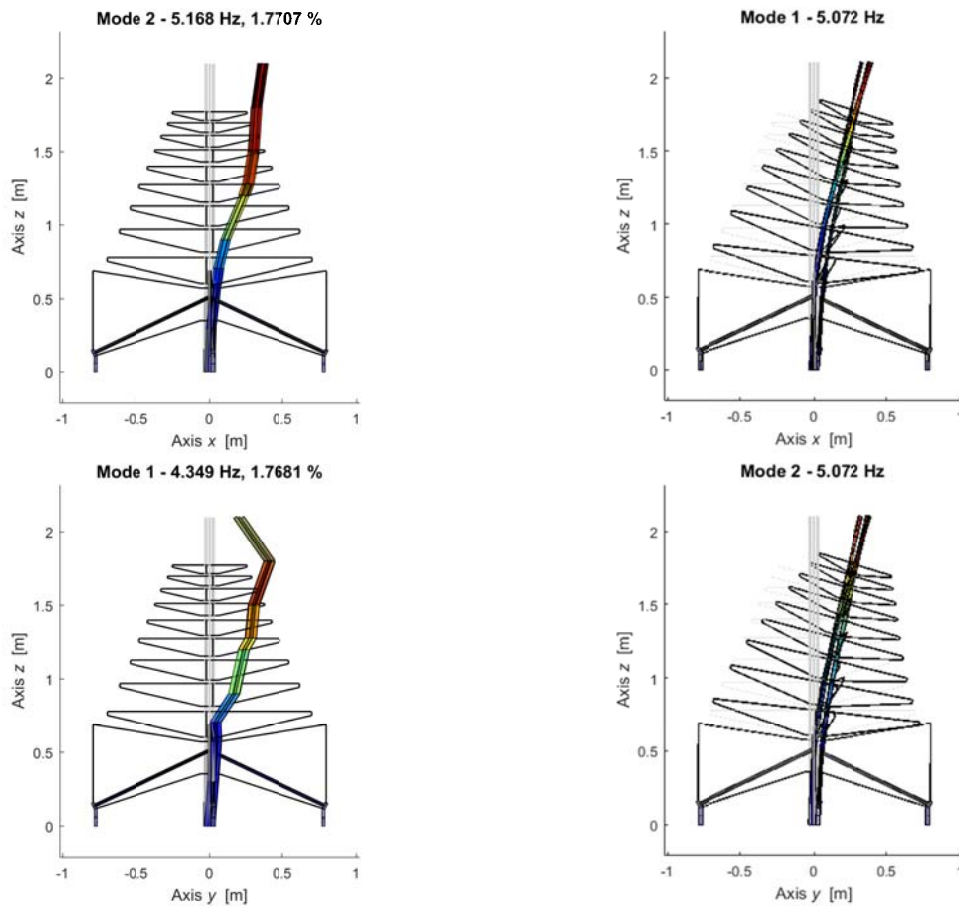 Mode 2 - 5.168 Hz, 1.7707 %
2
1.5
1
0.5
0
Axis z [m]
-1 -0.5 0 0.5 1
Axis x [m]
Mode 1 - 5.072 Hz
2
1.5
1
0.5
0
Axis z [m]
-1 -0.5 0 0.5 1
Axis x [m]
Mode 1 - 4.349 Hz, 1.7681 %
2
1.5
1
0.5
0
Axis z [m]
-1 -0.5 0 0.5 1
Axis y [m]
Mode 2 - 5.072 Hz
2
1.5
1
0.5
0
Axis z [m]
-1 -0.5 0 0.5 1
Axis y [m]